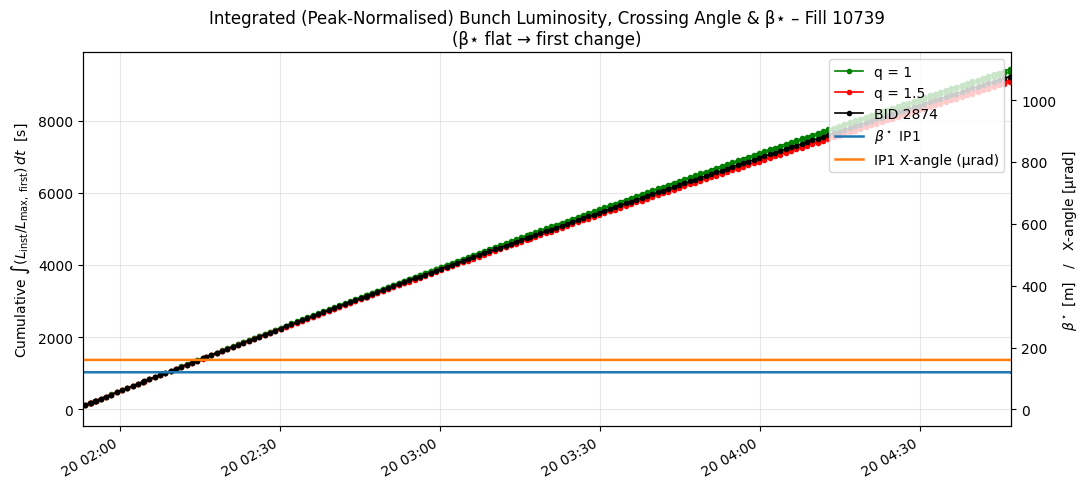 Integrated (Peak-Normalised) Bunch Luminosity, Crossing Angle & β⋆ – Fill 10739
(β⋆ flat → first change)
Cumulative ∫(L_inst/L_max, first) dt [s]
8000
6000
4000
2000
0
q = 1
q = 1.5
BID 2874
β⋆ IP1
IP1 X-angle (μrad)
1000
800
600
400
200
0
β⋆ [m] / X-angle [μrad]
20 02:00
20 02:30
20 03:00
20 03:30
20 04:00
20 04:30